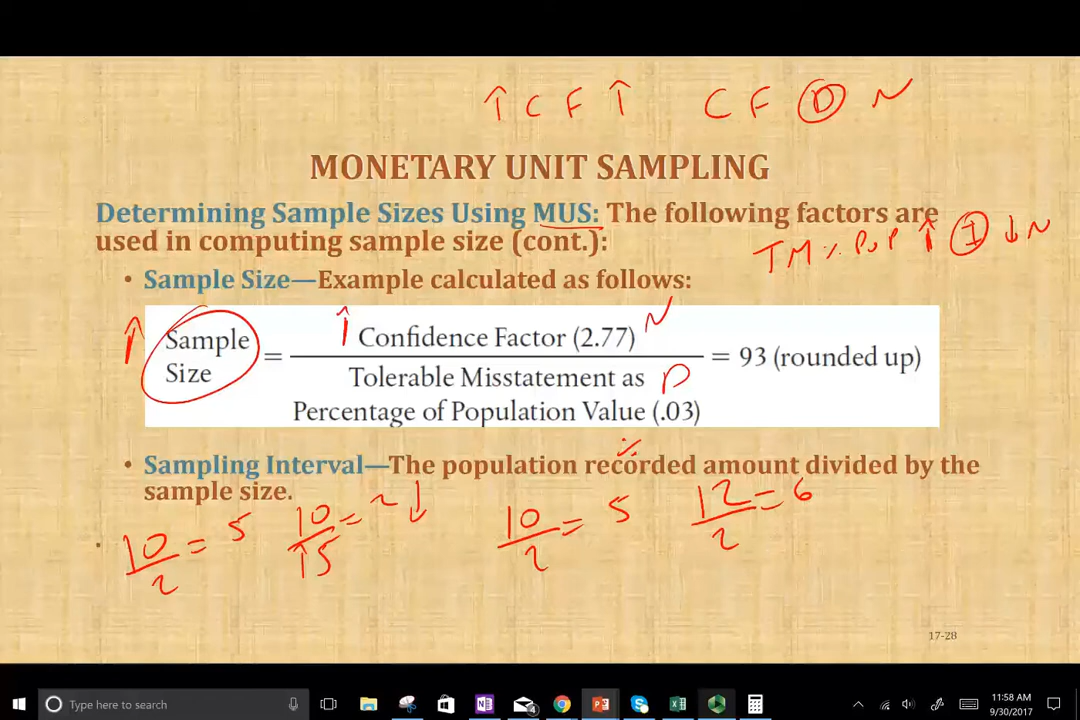 ↑ C F ↑ C F D N
MONETARY UNIT SAMPLING
Determining Sample Sizes Using MUS: The following factors are
used in computing sample size (cont.):
TM % Pop ↑ I ↓ N
• Sample Size—Example calculated as follows:
↑ Sample Size = ↑ Confidence Factor (2.77) N
Tolerable Misstatement as D
Percentage of Population Value (.03)
= 93 (rounded up)
%
• Sampling Interval—The population recorded amount divided by the
sample size.
10/2 = 5 10/↑5 = 2 ↓ 10/2 = 5 12/2 = 6
17-28
Type here to search
4
11:58 AM
9/30/2017